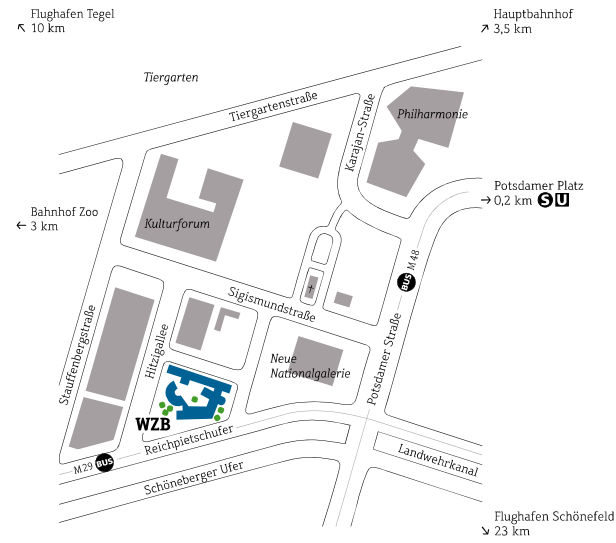 Flughafen Tegel
↖ 10 km
Hauptbahnhof
↗ 3,5 km
Tiergarten
Tiergartenstraße
Karajan-Straße
Philharmonie
Potsdamer Platz
→ 0,2 km S U
Bahnhof Zoo
← 3 km
Kulturforum
BUS M48
Sigismundstraße
Stauffenbergstraße
Hitzigallee
Potsdamer Straße
Neue
Nationalgalerie
WZB
Reichpietschufer
M29 BUS
Landwehrkanal
Schöneberger Ufer
Flughafen Schönefeld
↘ 23 km